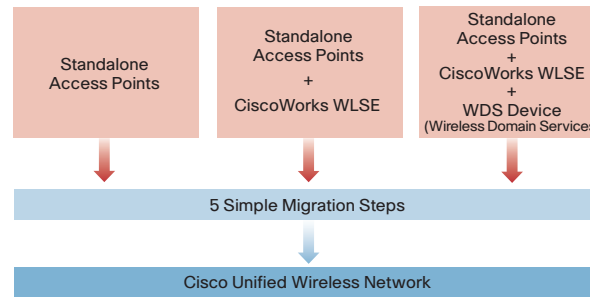 Standalone
Access Points
Standalone
Access Points
+
CiscoWorks WLSE
Standalone
Access Points
+
CiscoWorks WLSE
+
WDS Device
(Wireless Domain Services
5 Simple Migration Steps
Cisco Unified Wireless Network